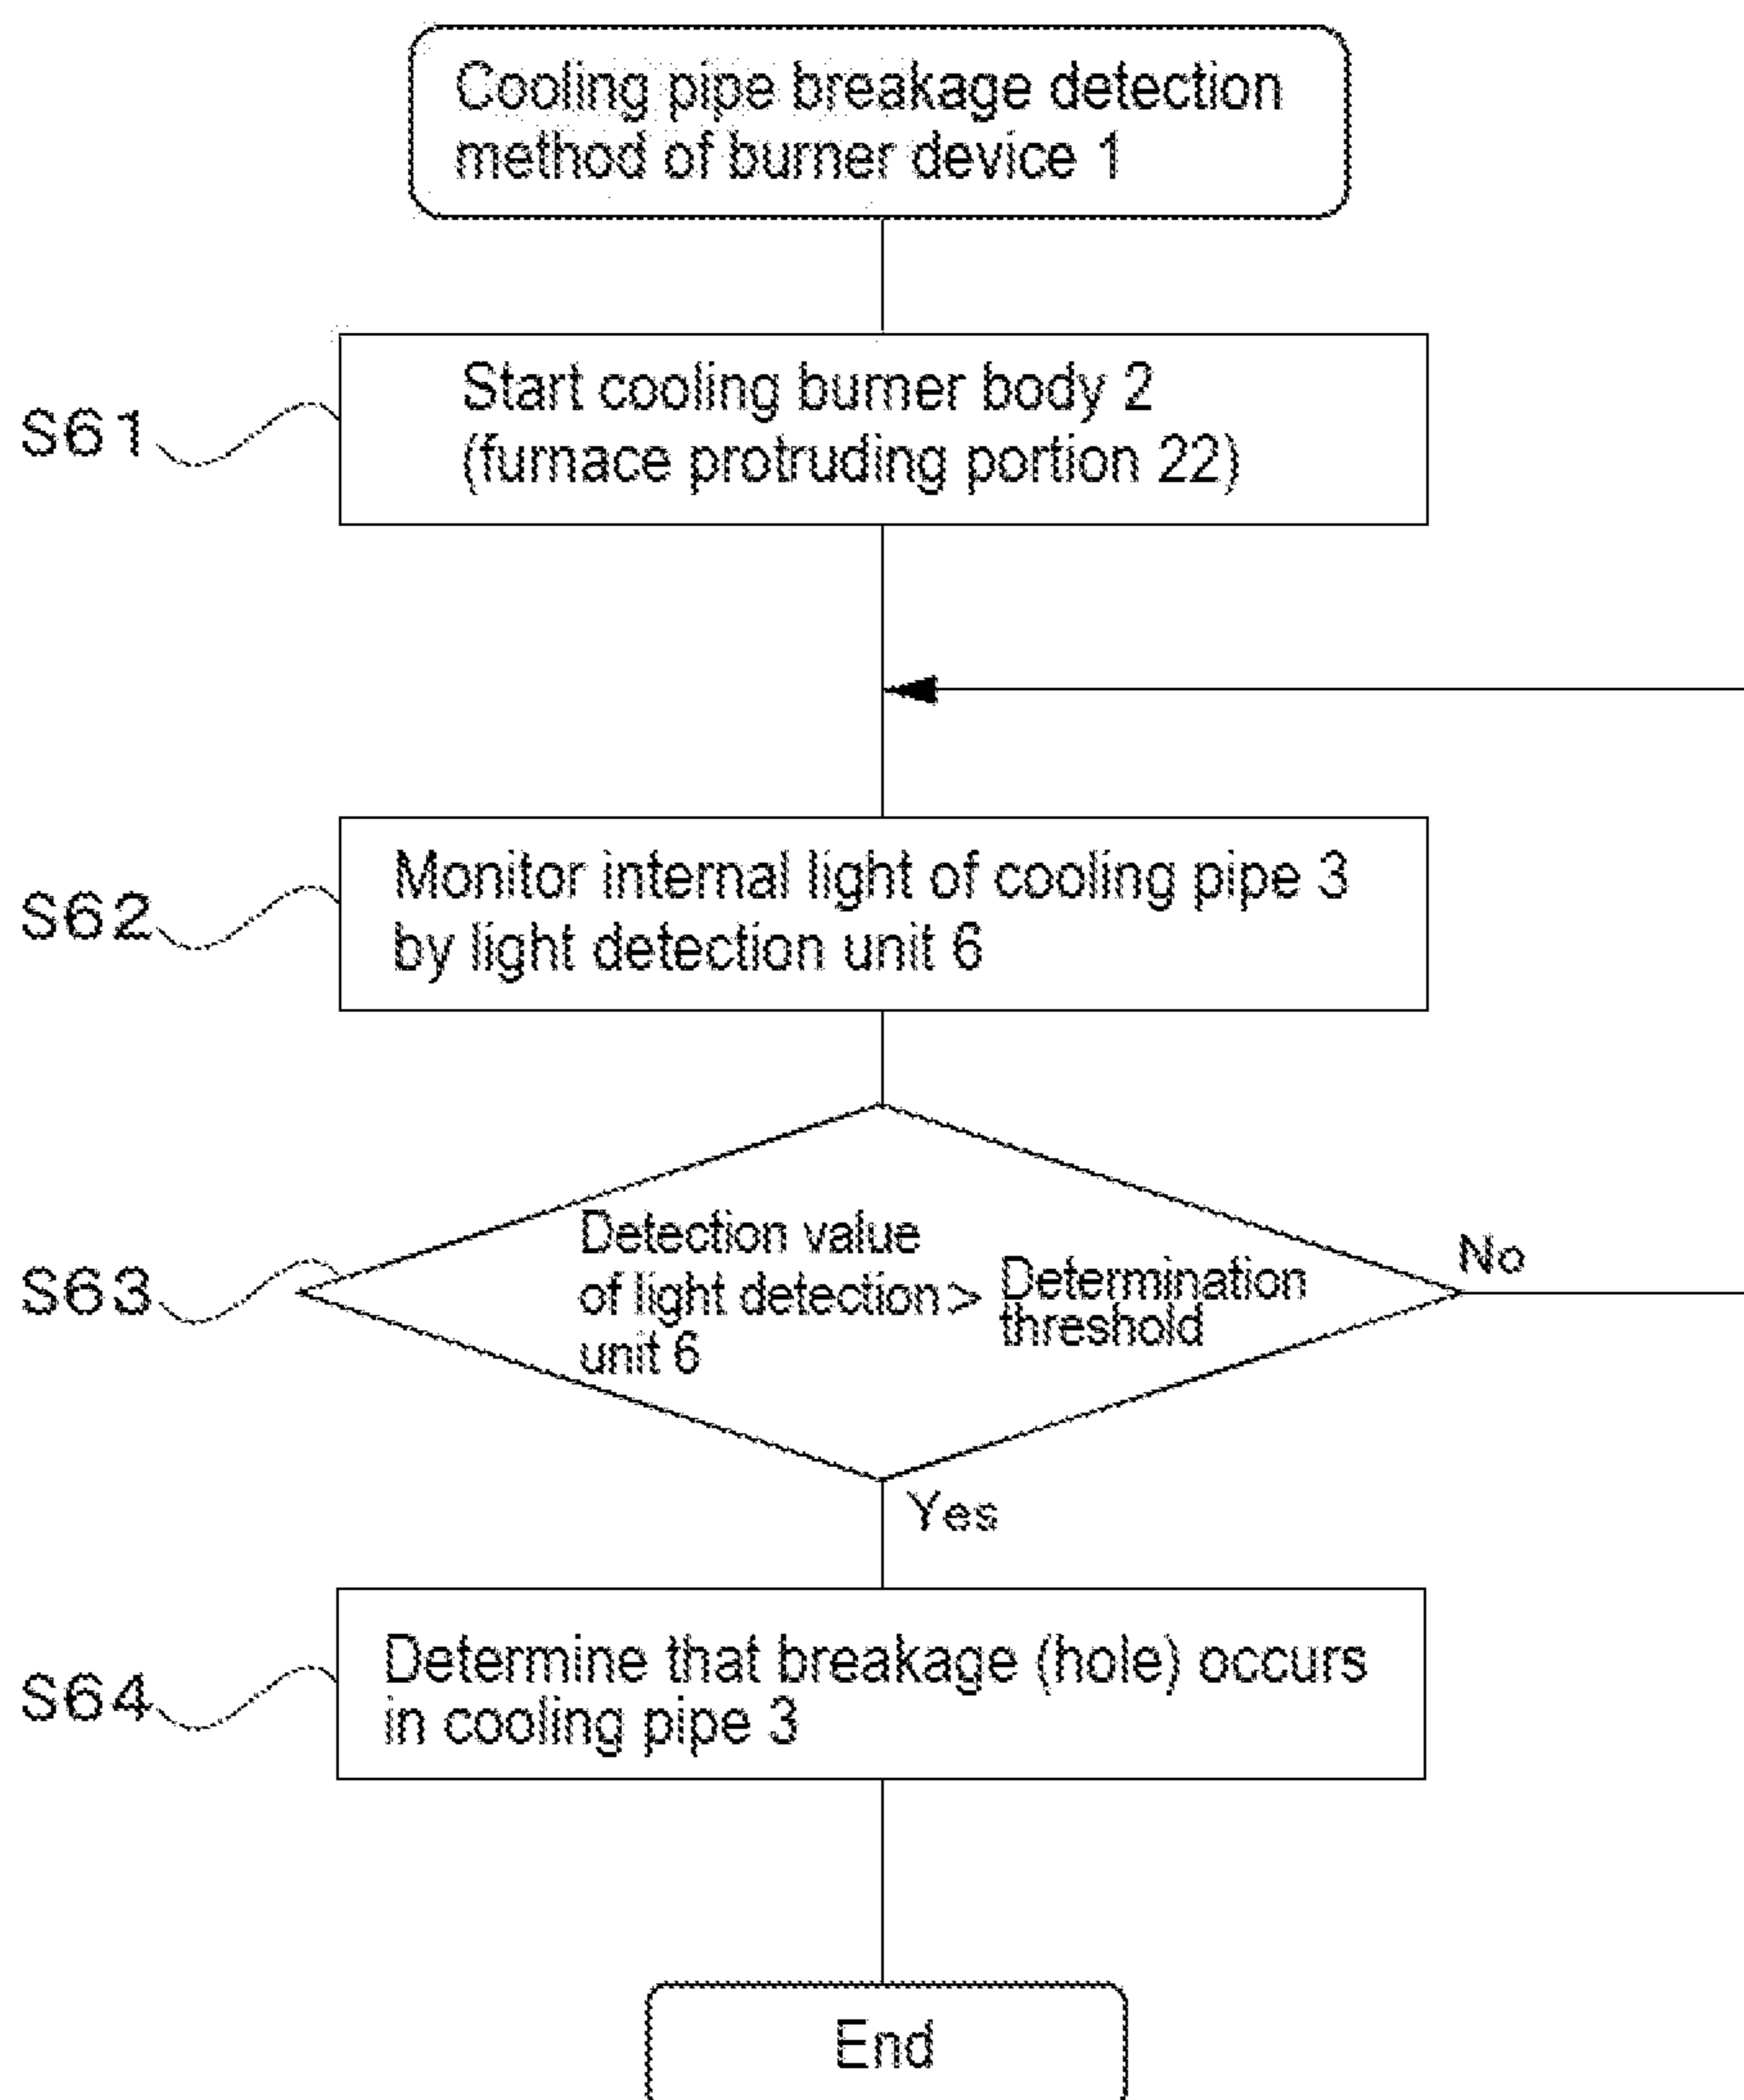 Cooling pipe breakage detection
method of burner device 1
S61
Start cooling burner body 2
(furnace protruding portion 22)
S62
Monitor internal light of cooling pipe 3
by light detection unit 6
S63
Detection value
of light detection
unit 6
>
Determination
threshold
No
Yes
S64
Determine that breakage (hole) occurs
in cooling pipe 3
End